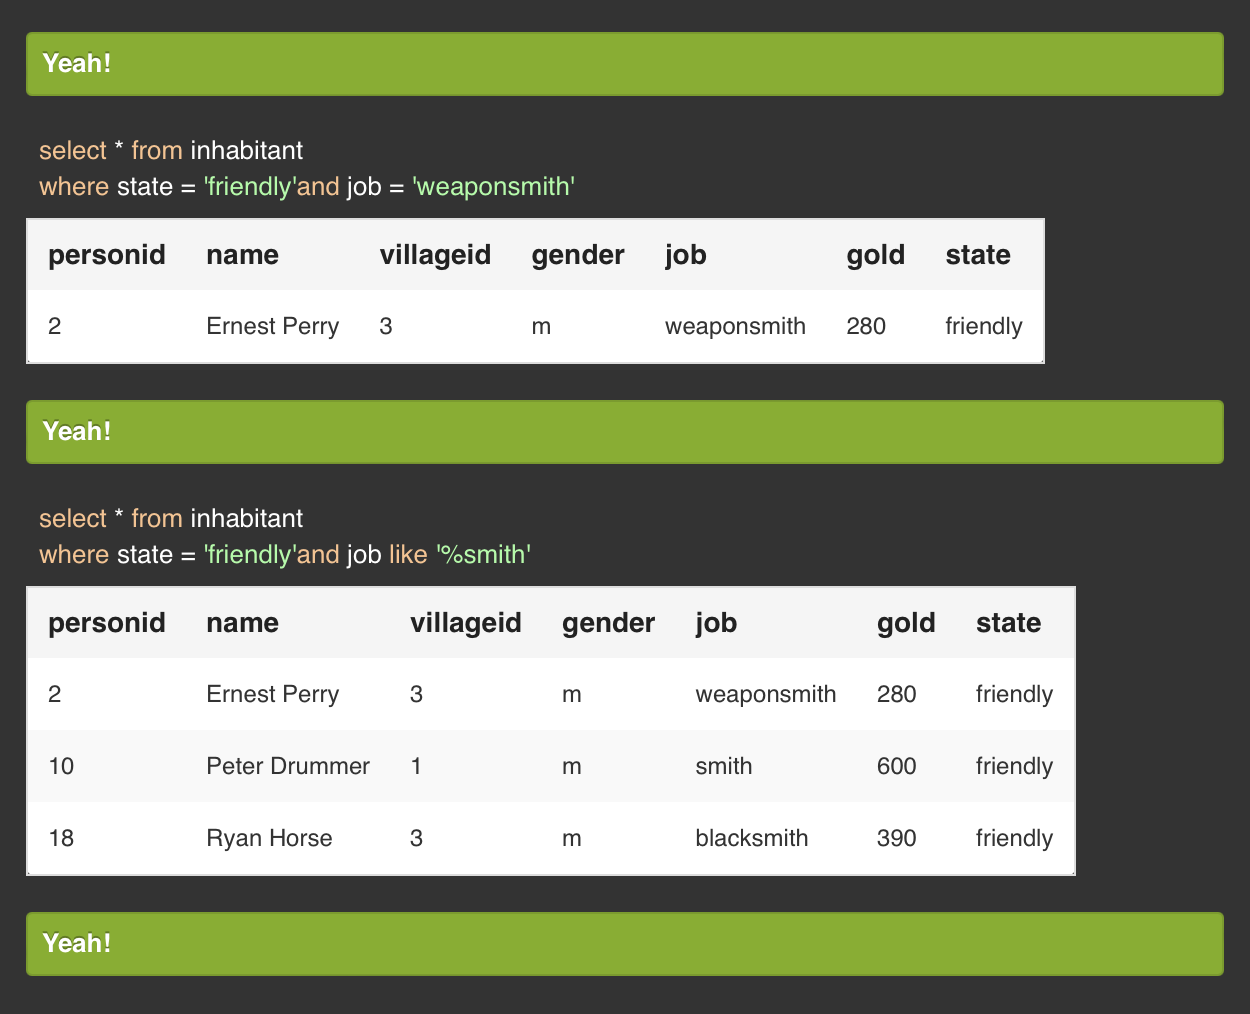 Yeah!
select * from inhabitant
where state = 'friendly'and job = 'weaponsmith'
personid name villageid gender job gold state
2 Ernest Perry 3 m weaponsmith 280 friendly
Yeah!
select * from inhabitant
where state = 'friendly'and job like '%smith'
personid name villageid gender job gold state
2 Ernest Perry 3 m weaponsmith 280 friendly
10 Peter Drummer 1 m smith 600 friendly
18 Ryan Horse 3 m blacksmith 390 friendly
Yeah!